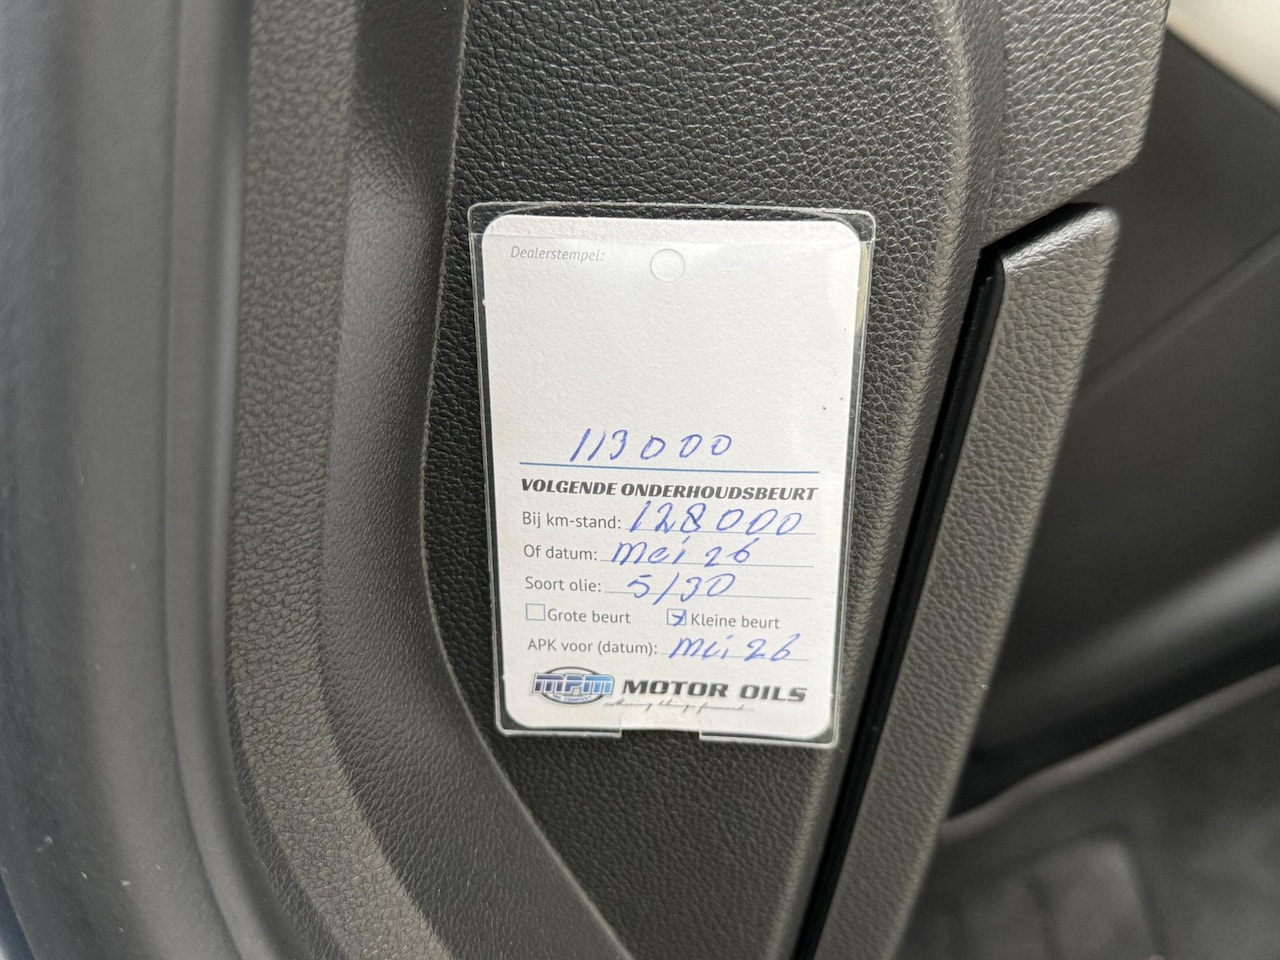 Dealerstempel:
113000
VOLGENDE ONDERHOUDSBEURT
Bij km-stand: 128000
Of datum: mei 26
Soort olie: 5/30
Grote beurt Kleine beurt
APK voor (datum): mei 26
MPM MOTOR OILS